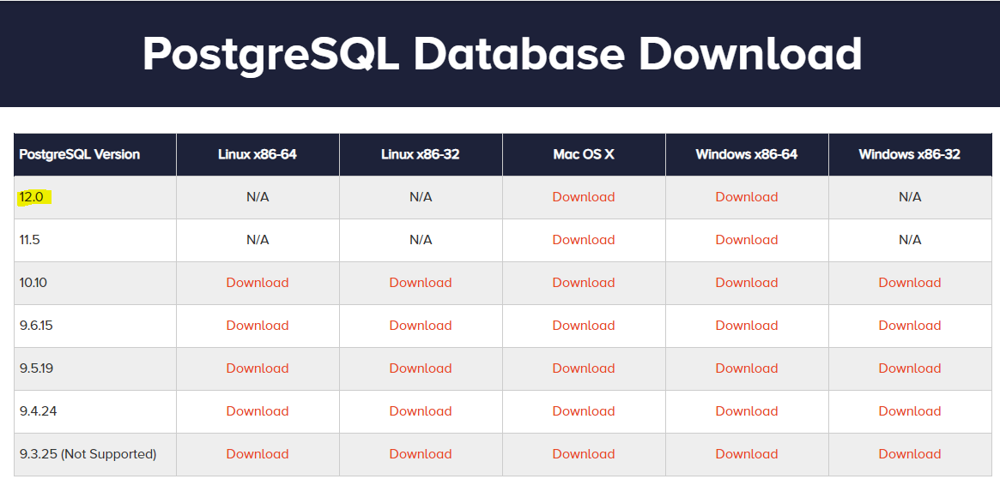 PostgreSQL Database Download
PostgreSQL Version Linux x86-64 Linux x86-32 Mac OS X Windows x86-64 Windows x86-32
12.0 N/A N/A Download Download N/A
11.5 N/A N/A Download Download N/A
10.10 Download Download Download Download Download
9.6.15 Download Download Download Download Download
9.5.19 Download Download Download Download Download
9.4.24 Download Download Download Download Download
9.3.25 (Not Supported) Download Download Download Download Download